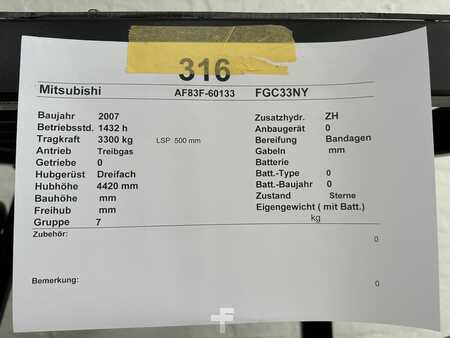 316
Mitsubishi AF83F-60133 FGC33NY
Baujahr 2007
Betriebsstd. 1432 h
Tragkraft 3300 kg LSP 500 mm
Antrieb Treibgas
Getriebe 0
Hubgerüst Dreifach
Hubhöhe 4420 mm
Bauhöhe mm
Freihub mm
Gruppe 7
Zusatzhydr. ZH
Anbaugerät 0
Bereifung Bandagen
Gabeln mm
Batterie
Batt.-Type 0
Batt.-Baujahr 0
Zustand Sterne
Eigengewicht ( mit Batt.)
kg
Zubehör:
0
0
Bemerkung:
0